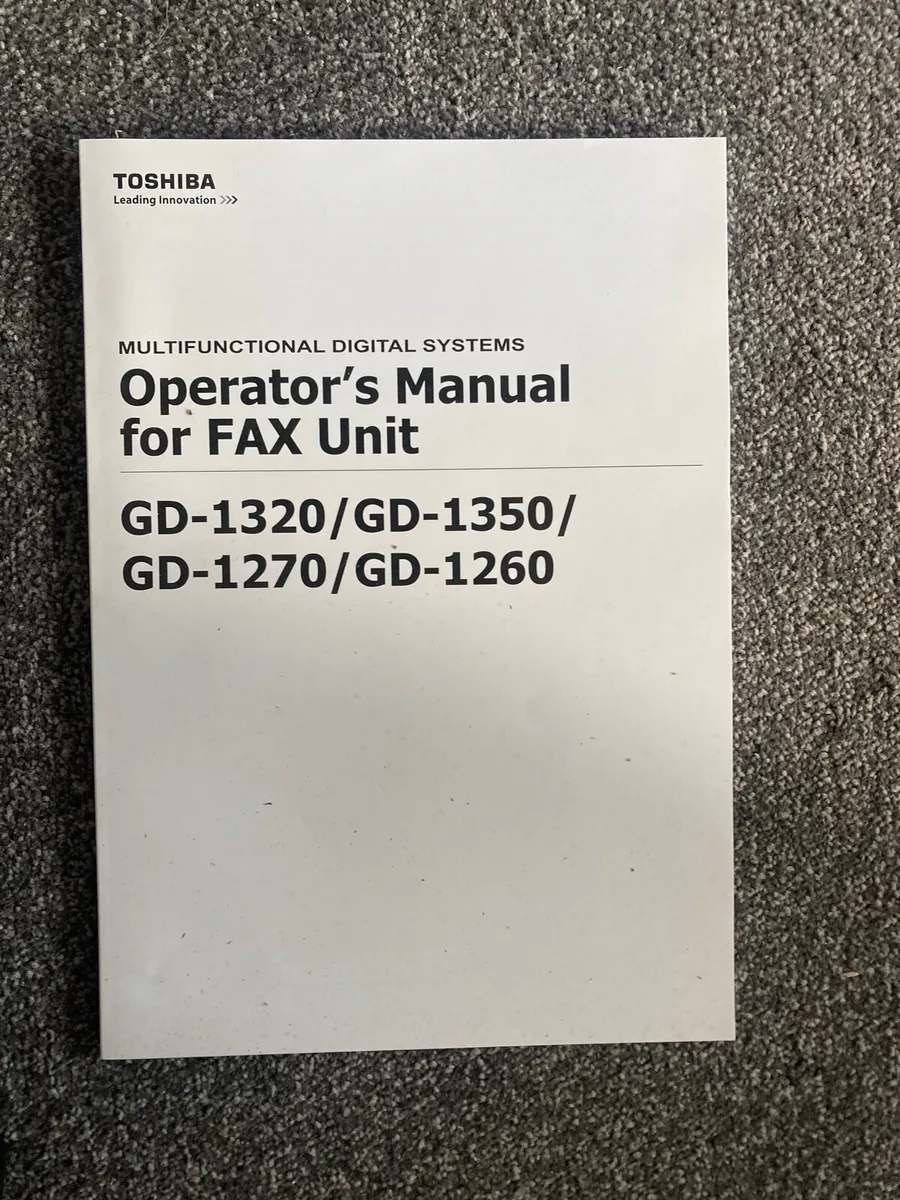 TOSHIBA
Leading Innovation >>>
MULTIFUNCTIONAL DIGITAL SYSTEMS
Operator's Manual
for FAX Unit
GD-1320/GD-1350/
GD-1270/GD-1260